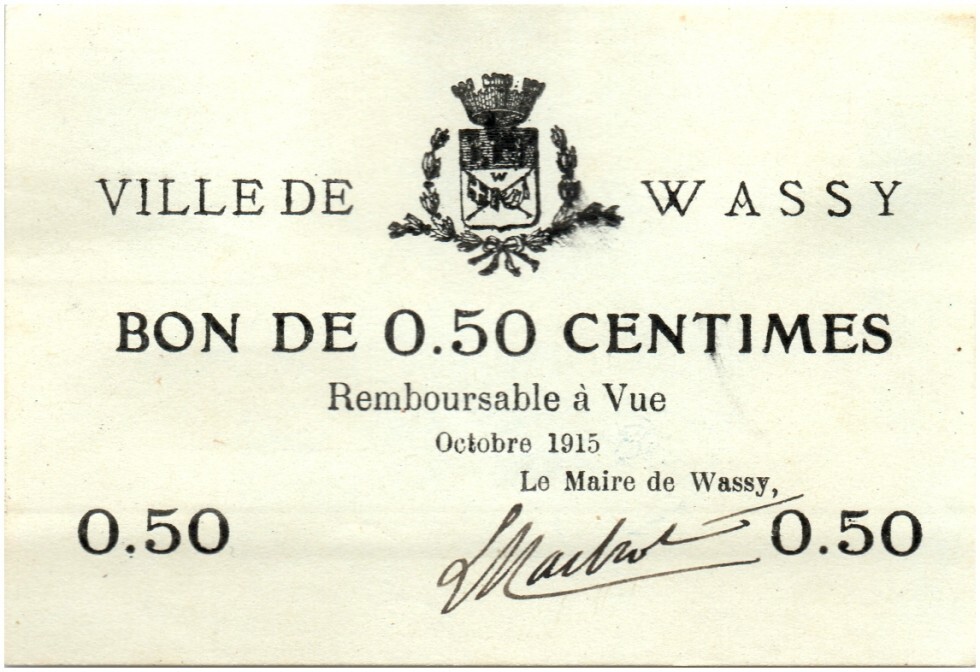 VILLE DE WASSY
W
BON DE 0.50 CENTIMES
Remboursable à Vue
Octobre 1915
Le Maire de Wassy,
0.50 0.50